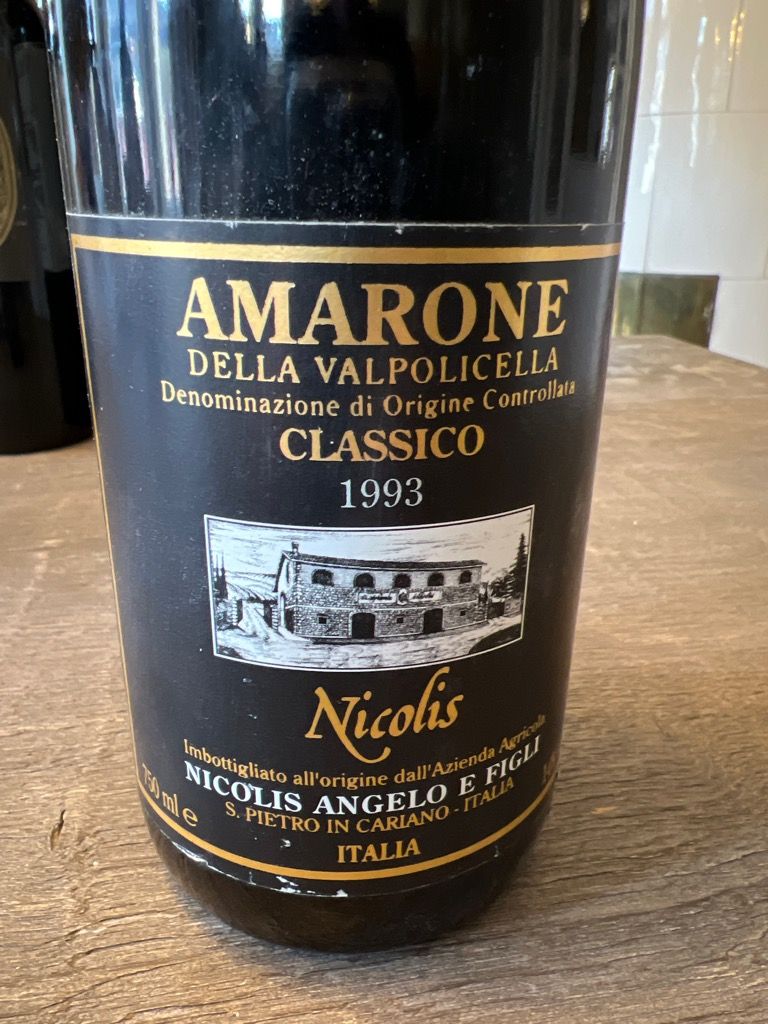 AMARONE
DELLA VALPOLICELLA
Denominazione di Origine Controllata
CLASSICO
1993
Nicolis
Imbottigliato all'origine dall'Azienda Agricola
NICOLIS ANGELO E FIGLI
750 ml e
S. PIETRO IN CARIANO - ITALIA
ITALIA